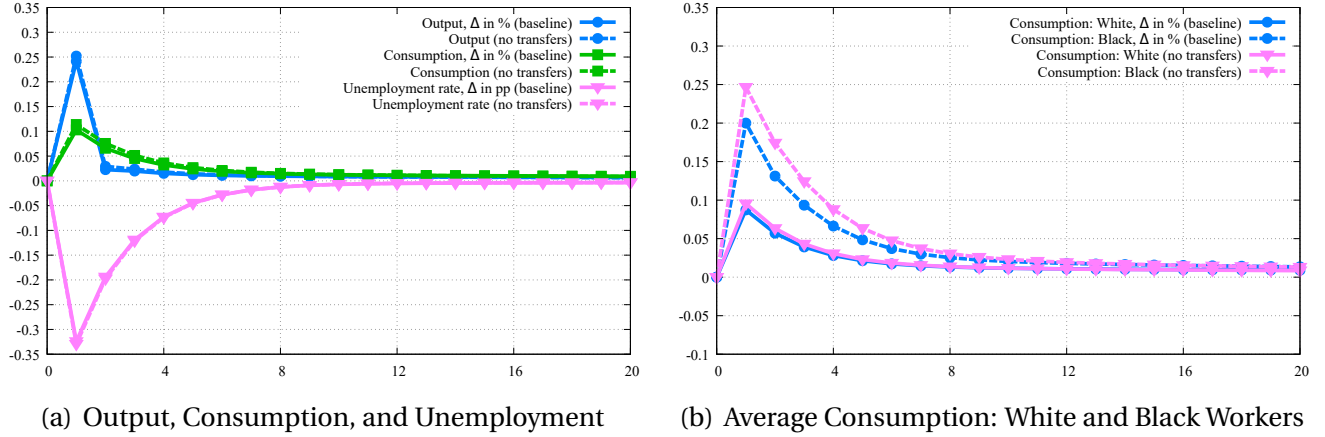 0.35
0.3
0.25
0.2
0.15
0.1
0.05
0
-0.05
-0.1
-0.15
-0.2
-0.25
-0.3
-0.35
0 4 8 12 16 20
Output, Δ in % (baseline)
Output (no transfers)
Consumption, Δ in % (baseline)
Consumption (no transfers)
Unemployment rate, Δ in pp (baseline)
Unemployment rate (no transfers)
(a) Output, Consumption, and Unemployment
0.35
0.3
0.25
0.2
0.15
0.1
0.05
0
-0.05
-0.1
0 4 8 12 16 20
Consumption: White, Δ in % (baseline)
Consumption: Black, Δ in % (baseline)
Consumption: White (no transfers)
Consumption: Black (no transfers)
(b) Average Consumption: White and Black Workers